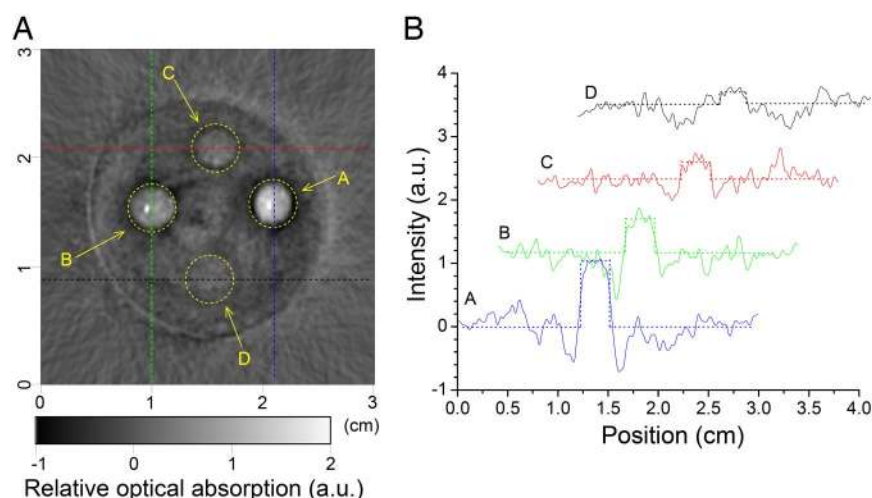 A
B
3
2
1
0
C
A
B
D
0
1
2
3
(cm)
-1
0
1
2
Relative optical absorption (a.u.)
4
3
2
1
0
-1
Intensity (a.u.)
D
C
B
A
0.0 0.5 1.0 1.5 2.0 2.5 3.0 3.5 4.0
Position (cm)